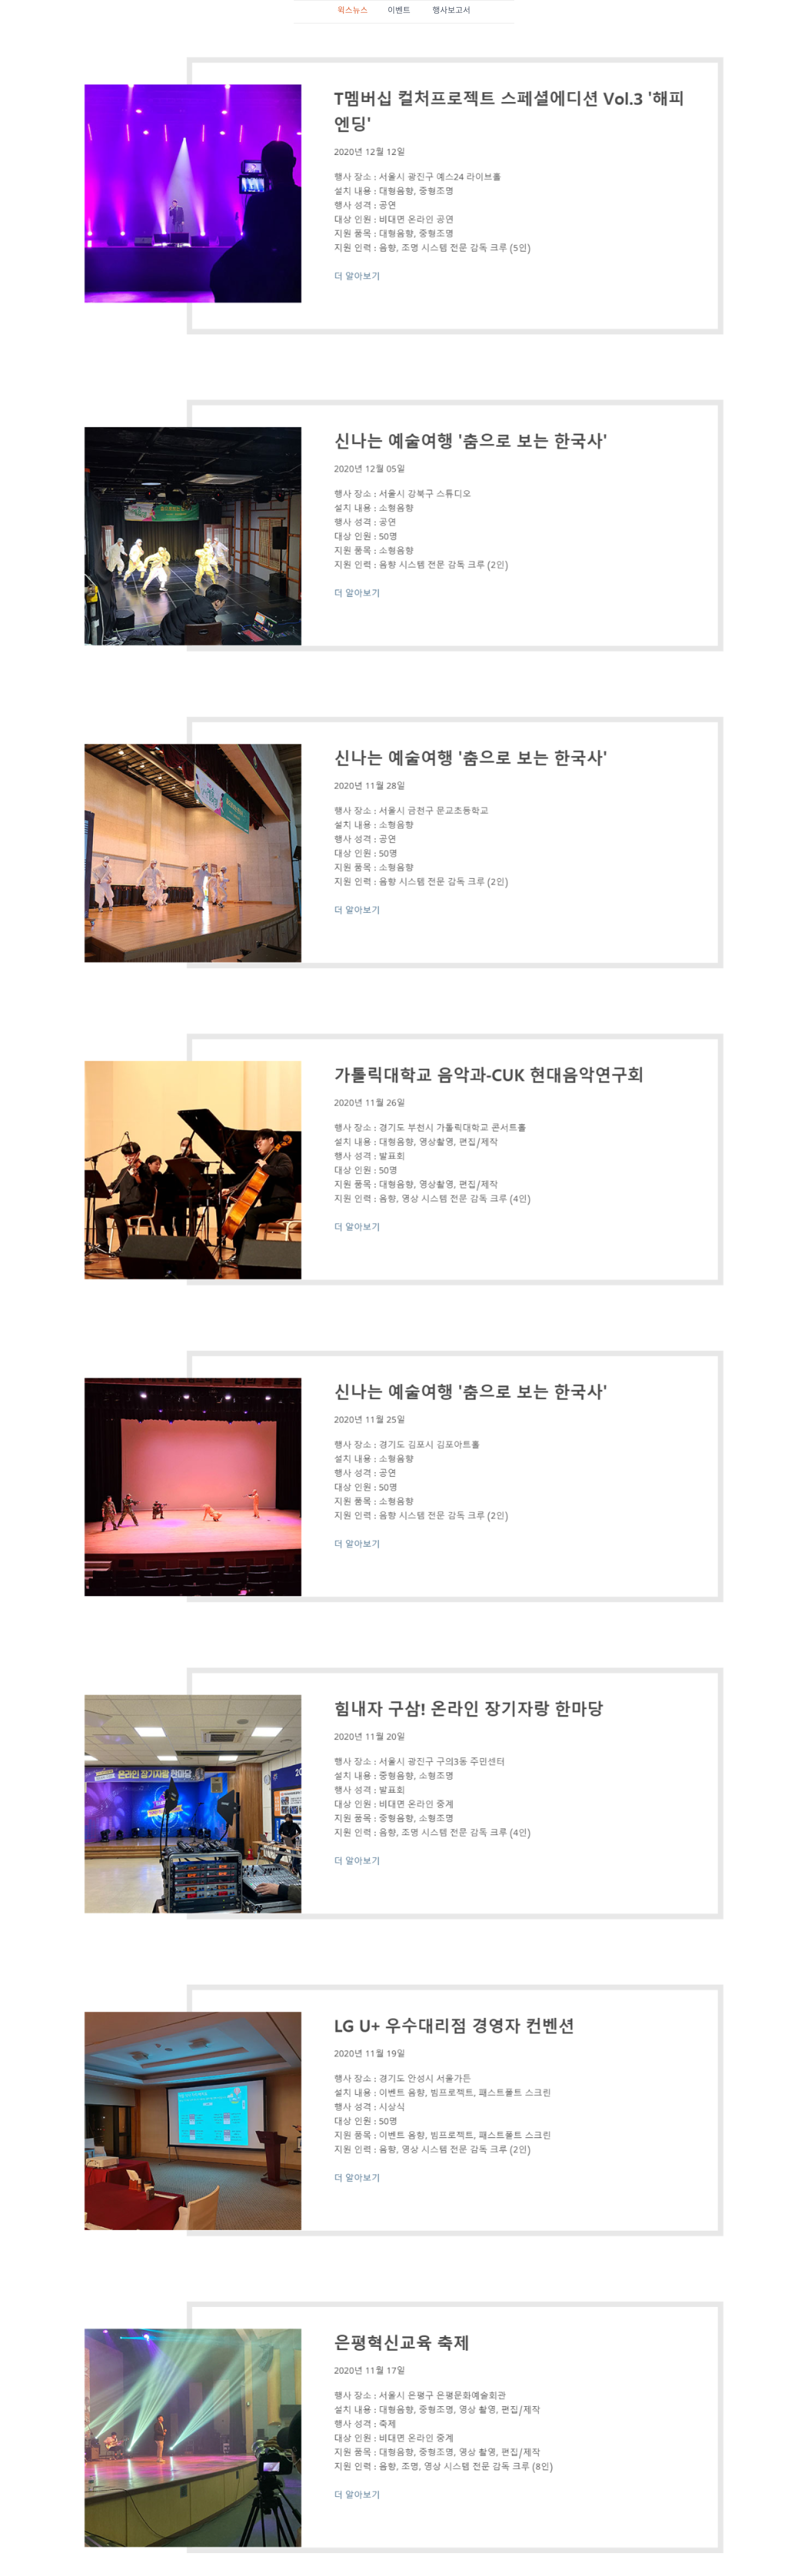 믹스뉴스 이벤트 행사보고서
T멤버십 컬처프로젝트 스페셜에디션 Vol.3 '해피
엔딩'
2020년 12월 12일
행사 장소 : 서울시 광진구 예스24 라이브홀
설치 내용 : 대형음향, 중형조명
행사 성격 : 공연
대상 인원 : 비대면 온라인 공연
지원 품목 : 대형음향, 중형조명
지원 인력 : 음향, 조명 시스템 전문 감독 크루 (5인)
더 알아보기
신나는 예술여행 '춤으로 보는 한국사'
2020년 12월 05일
행사 장소 : 서울시 강북구 스튜디오
설치 내용 : 소형음향
행사 성격 : 공연
대상 인원 : 50명
지원 품목 : 소형음향
지원 인력 : 음향 시스템 전문 감독 크루 (2인)
더 알아보기
신나는 예술여행 '춤으로 보는 한국사'
2020년 11월 28일
행사 장소 : 서울시 금천구 문교초등학교
설치 내용 : 소형음향
행사 성격 : 공연
대상 인원 : 50명
지원 품목 : 소형음향
지원 인력 : 음향 시스템 전문 감독 크루 (2인)
더 알아보기
가톨릭대학교 음악과-CUK 현대음악연구회
2020년 11월 26일
행사 장소 : 경기도 부천시 가톨릭대학교 콘서트홀
설치 내용 : 대형음향, 영상촬영, 편집/제작
행사 성격 : 발표회
대상 인원 : 50명
지원 품목 : 대형음향, 영상촬영, 편집/제작
지원 인력 : 음향, 영상 시스템 전문 감독 크루 (4인)
더 알아보기
신나는 예술여행 '춤으로 보는 한국사'
2020년 11월 25일
행사 장소 : 경기도 김포시 김포아트홀
설치 내용 : 소형음향
행사 성격 : 공연
대상 인원 : 50명
지원 품목 : 소형음향
지원 인력 : 음향 시스템 전문 감독 크루 (2인)
더 알아보기
힘내자 구삼! 온라인 장기자랑 한마당
2020년 11월 20일
온라인 장기자랑 한마당
행사 장소 : 서울시 광진구 구의3동 주민센터
설치 내용 : 중형음향, 소형조명
행사 성격 : 발표회
대상 인원 : 비대면 온라인 중계
지원 품목 : 중형음향, 소형조명
지원 인력 : 음향, 조명 시스템 전문 감독 크루 (4인)
더 알아보기
LG U+ 우수대리점 경영자 컨벤션
2020년 11월 19일
행사 장소 : 경기도 안성시 서울가든
설치 내용 : 이벤트 음향, 빔프로젝트, 패스트폴트 스크린
행사 성격 : 시상식
대상 인원 : 50명
지원 품목 : 이벤트 음향, 빔프로젝트, 패스트폴트 스크린
지원 인력 : 음향, 영상 시스템 전문 감독 크루 (2인)
더 알아보기
은평혁신교육 축제
2020년 11월 17일
행사 장소 : 서울시 은평구 은평문화예술회관
설치 내용 : 대형음향, 중형조명, 영상 촬영, 편집/제작
행사 성격 : 축제
대상 인원 : 비대면 온라인 중계
지원 품목 : 대형음향, 중형조명, 영상 촬영, 편집/제작
지원 인력 : 음향, 조명, 영상 시스템 전문 감독 크루 (8인)
더 알아보기